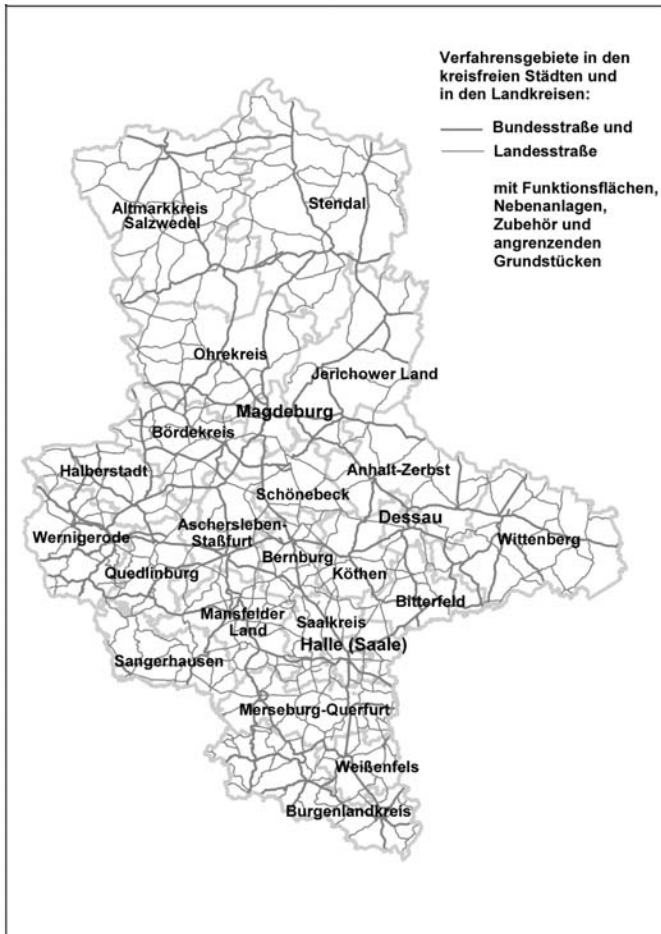 Verfahrensgebiete in den
kreisfreien Städten und
in den Landkreisen:
Bundesstraße und
Landesstraße
mit Funktionsflächen,
Nebenanlagen,
Zubehör und
angrenzenden
Grundstücken
Altmarkkreis
Salzwedel
Stendal
Ohrekreis
Jerichower Land
Magdeburg
Bördekreis
Halberstadt
Anhalt-Zerbst
Schönebeck
Dessau
Aschersleben-
Staßfurt
Wernigerode
Wittenberg
Bernburg
Quedlinburg
Köthen
Bitterfeld
Mansfelder
Land
Saalkreis
Halle (Saale)
Sangerhausen
Merseburg-Querfurt
Weißenfels
Burgenlandkreis